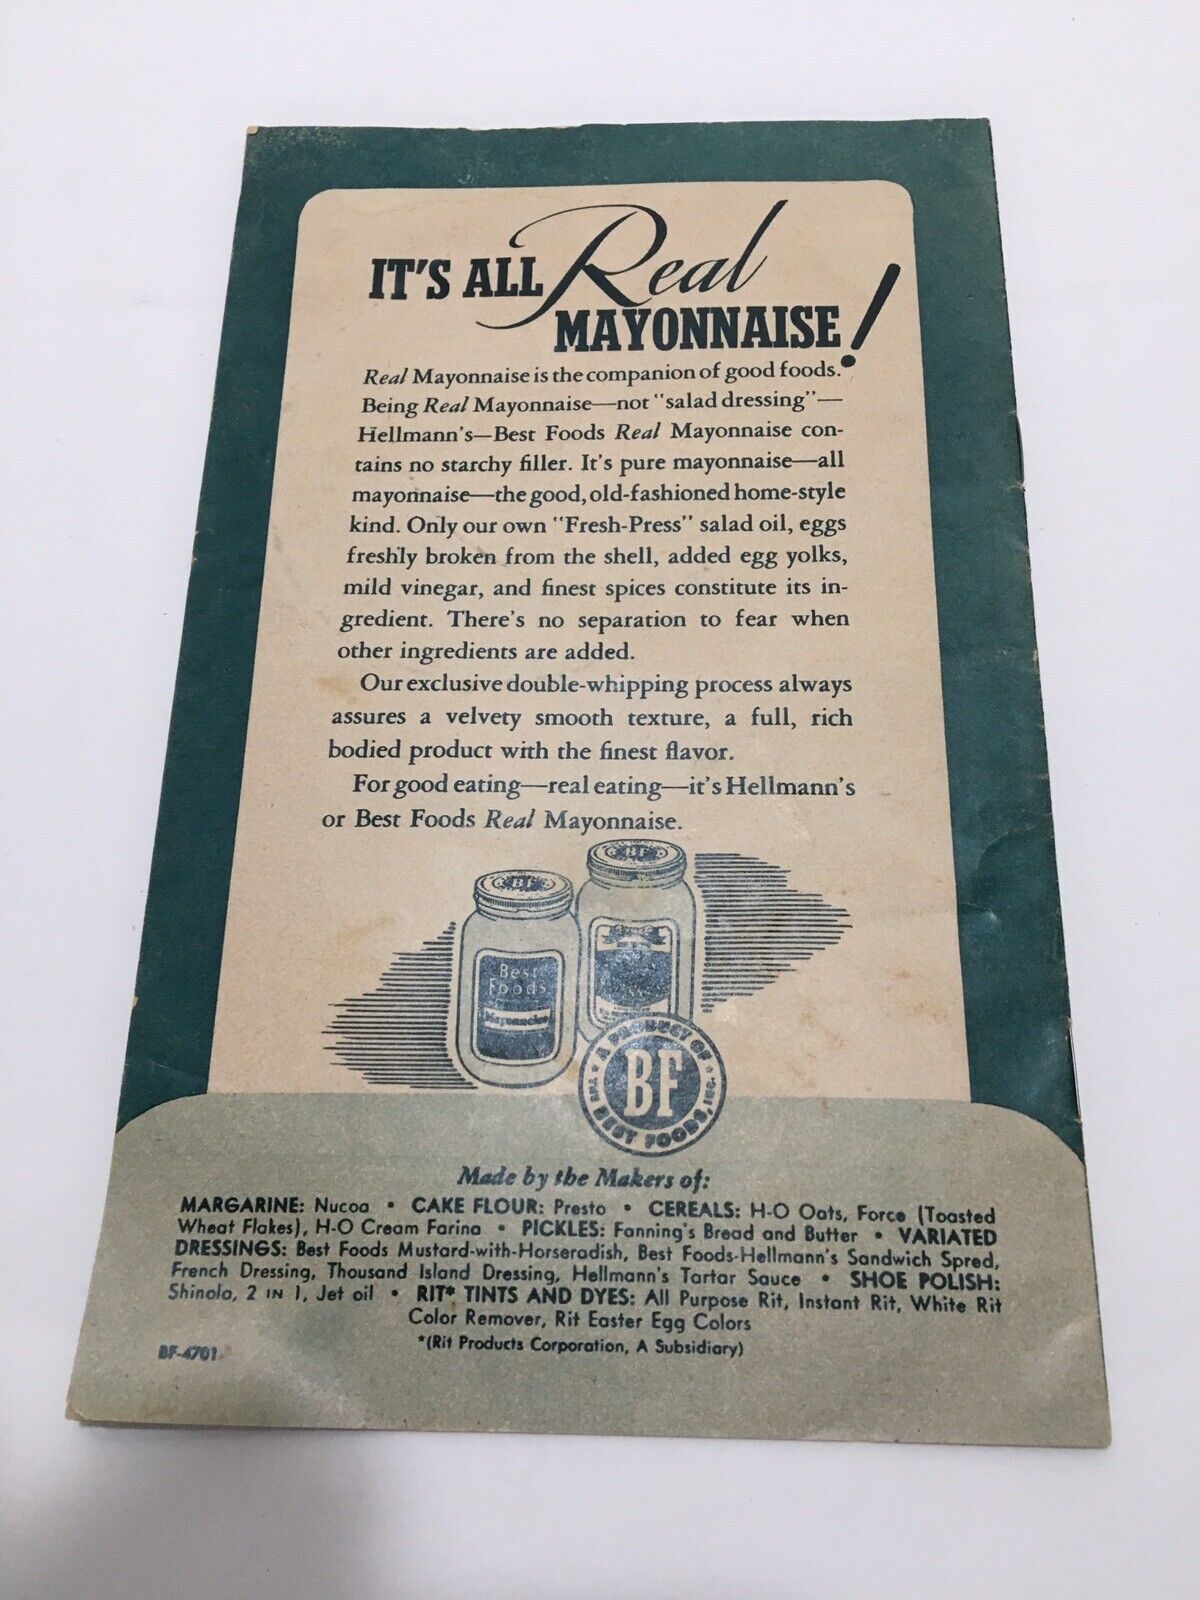 IT'S ALL Real
MAYONNAISE!
Real Mayonnaise is the companion of good foods.
Being Real Mayonnaise—not "salad dressing"—
Hellmann's—Best Foods Real Mayonnaise con-
tains no starchy filler. It's pure mayonnaise—all
mayonnaise—the good, old-fashioned home-style
kind. Only our own "Fresh-Press" salad oil, eggs
freshly broken from the shell, added egg yolks,
mild vinegar, and finest spices constitute its in-
gredient. There's no separation to fear when
other ingredients are added.
Our exclusive double-whipping process always
assures a velvety smooth texture, a full, rich
bodied product with the finest flavor.
For good eating—real eating—it's Hellmann's
or Best Foods Real Mayonnaise.
BF
BF
Best
Foods
Mayonnaise
A PRODUCT OF
BF
THE BEST FOODS, INC.
Made by the Makers of:
MARGARINE: Nucoa • CAKE FLOUR: Presto • CEREALS: H-O Oats, Force (Toasted
Wheat Flakes), H-O Cream Farina • PICKLES: Fanning's Bread and Butter • VARIATED
DRESSINGS: Best Foods Mustard-with-Horseradish, Best Foods-Hellmann's Sandwich Spred,
French Dressing, Thousand Island Dressing, Hellmann's Tartar Sauce • SHOE POLISH:
Shinola, 2 IN 1, Jet oil • RIT* TINTS AND DYES: All Purpose Rit, Instant Rit, White Rit
Color Remover, Rit Easter Egg Colors
*(Rit Products Corporation, A Subsidiary)
BF-4701